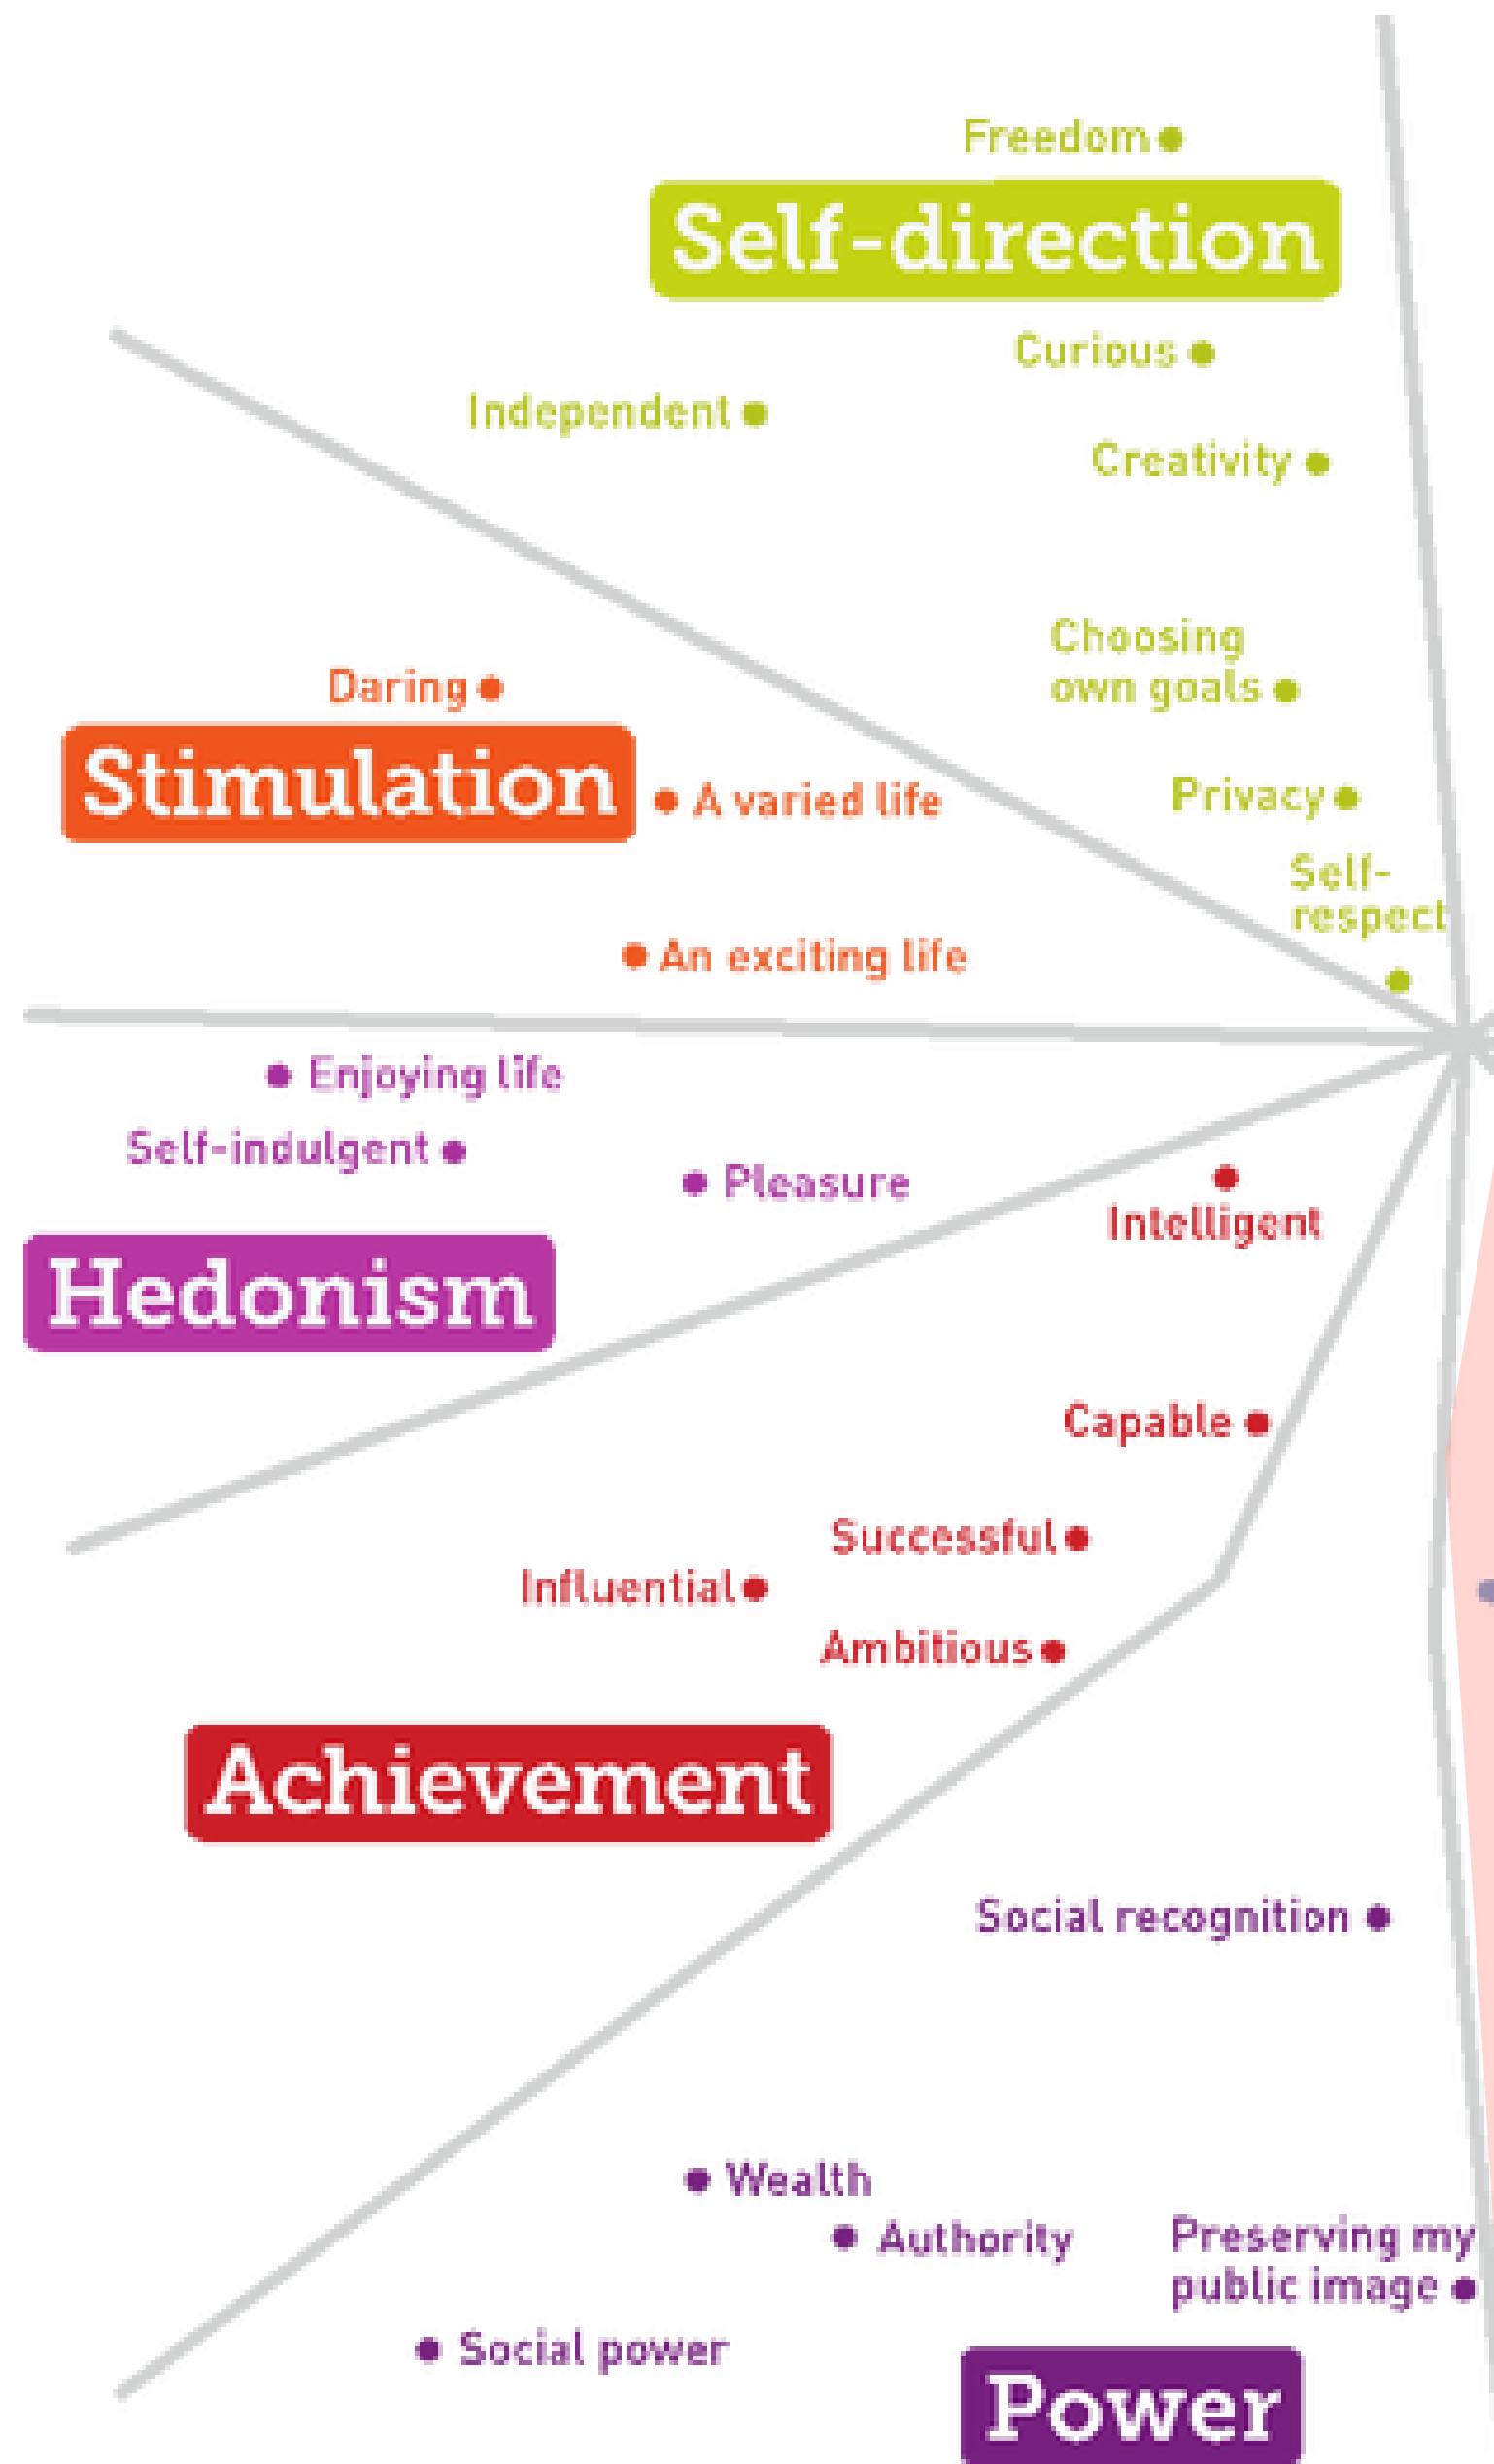 Freedom
Self-direction
Curious
Independent
Creativity
Choosing
own goals
Daring
Stimulation
A varied life
Privacy
Self-
respect
An exciting life
Enjoying life
Self-indulgent
Pleasure
Intelligent
Hedonism
Capable
Successful
Influential
Ambitious
Achievement
Social recognition
Wealth
Authority
Preserving my
public image
Social power
Power